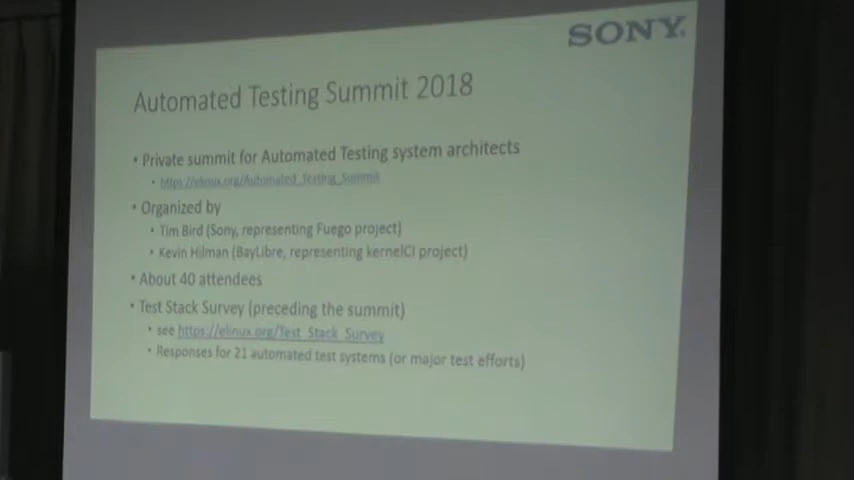 SONY
Automated Testing Summit 2018
• Private summit for Automated Testing system architects
• https://elinux.org/Automated_Testing_Summit
• Organized by
• Tim Bird (Sony, representing Fuego project)
• Kevin Hilman (BayLibre, representing kernelCI project)
• About 40 attendees
• Test Stack Survey (preceding the summit)
• see https://elinux.org/Test_Stack_Survey
• Responses for 21 automated test systems (or major test efforts)